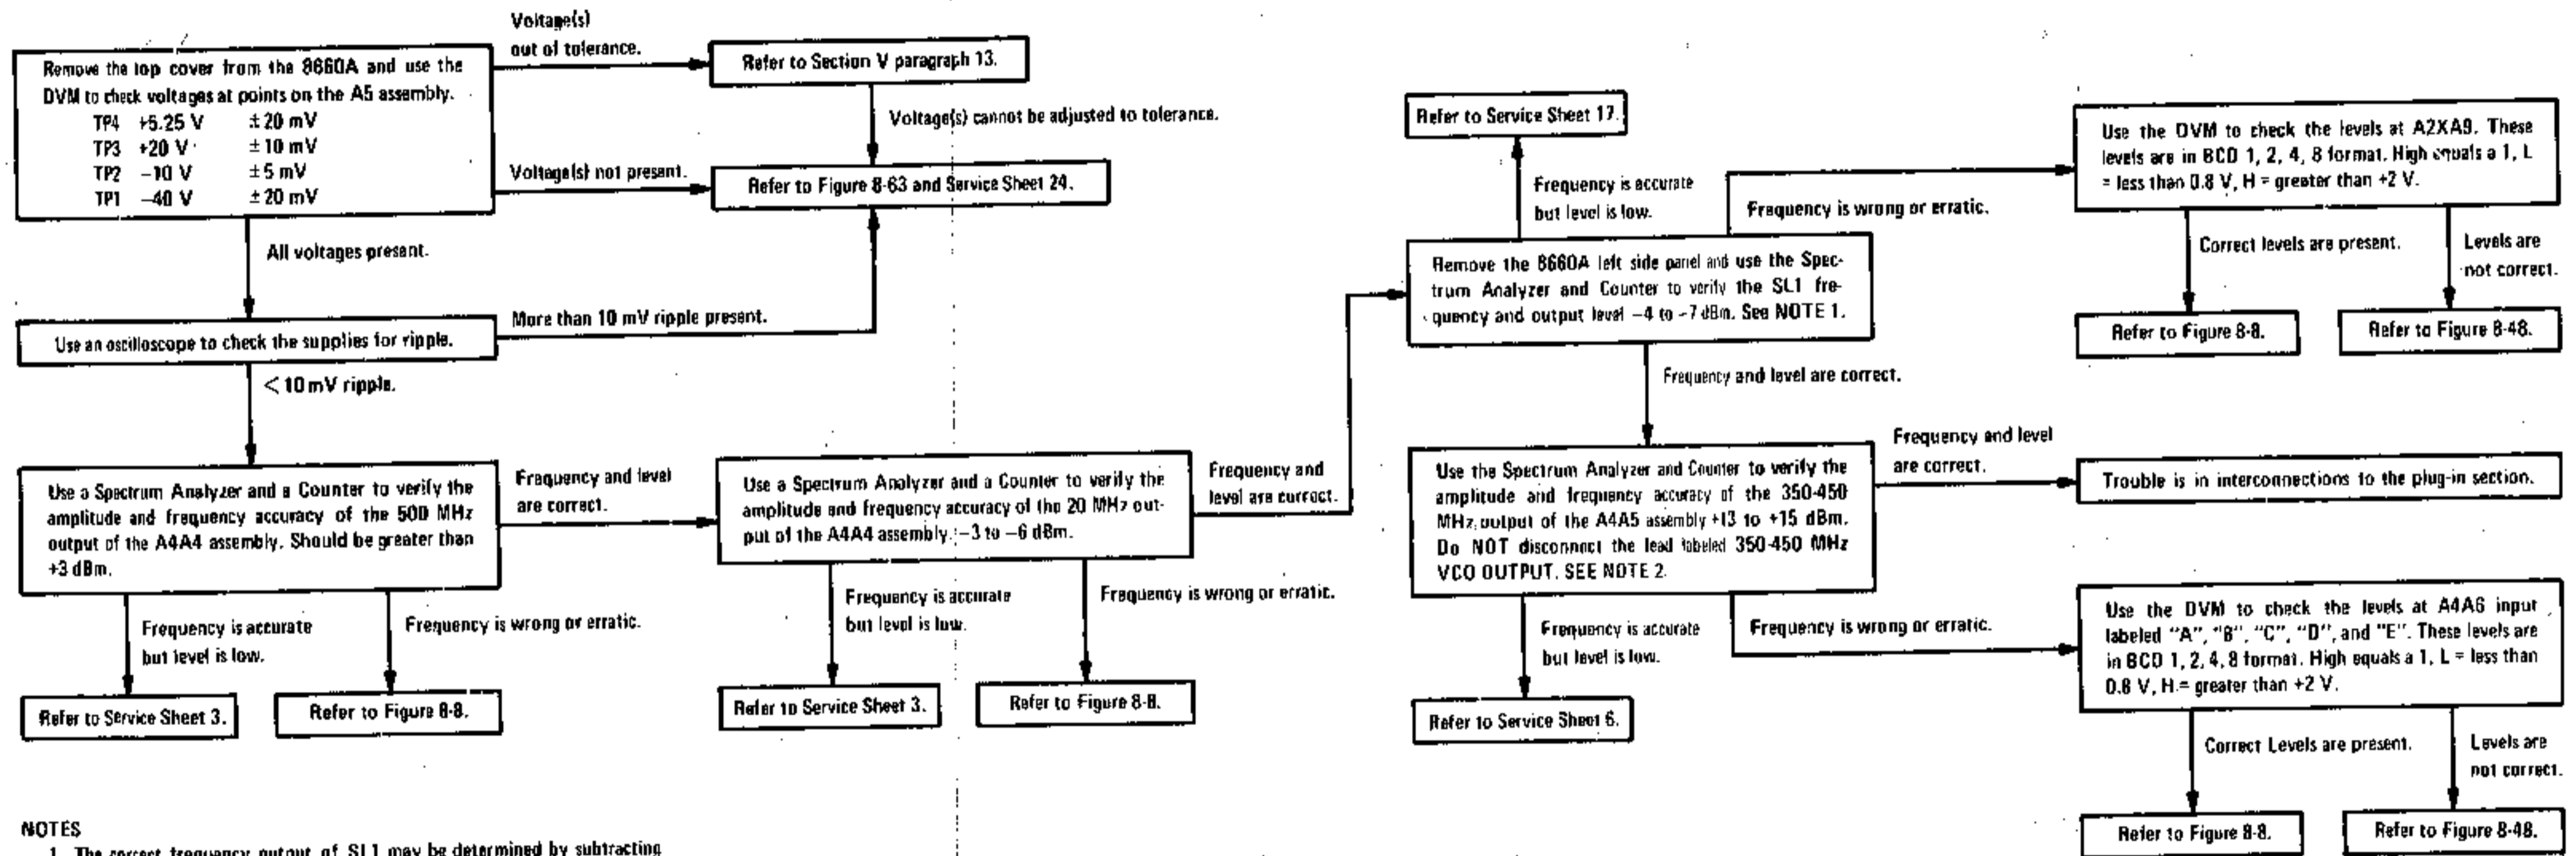 Remove the top cover from the 8660A and use the
DVM to check voltages at points on the A5 assembly.
TP4 +5.25 V ±20 mV
TP3 +20 V ±10 mV
TP2 -10 V ±5 mV
TP1 -40 V ±20 mV
Voltage(s)
out of tolerance.
Refer to Section V paragraph 13.
Voltage(s) cannot be adjusted to tolerance.
Voltage(s) not present.
Refer to Figure 8-63 and Service Sheet 24.
All voltages present.
Use an oscilloscope to check the supplies for ripple.
More than 10 mV ripple present.
<10 mV ripple.
Use a Spectrum Analyzer and a Counter to verify the
amplitude and frequency accuracy of the 500 MHz
output of the A4A4 assembly. Should be greater than
+3 dBm.
Frequency is accurate
but level is low.
Refer to Service Sheet 3.
Frequency is wrong or erratic.
Refer to Figure 8-8.
Frequency and level
are correct.
Use a Spectrum Analyzer and a Counter to verify the
amplitude and frequency accuracy of the 20 MHz out-
put of the A4A4 assembly. -3 to -6 dBm.
Frequency is accurate
but level is low.
Refer to Service Sheet 3.
Frequency is wrong or erratic.
Refer to Figure 8-8.
Frequency and
level are correct.
Refer to Service Sheet 17.
Frequency is accurate
but level is low.
Frequency is wrong or erratic.
Remove the 8660A left side panel and use the Spec-
trum Analyzer and Counter to verify the SL1 fre-
quency and output level -4 to -7 dBm. See NOTE 1.
Use the DVM to check the levels at A2XA9. These
levels are in BCD 1, 2, 4, 8 format. High equals a 1, L
= less than 0.8 V, H = greater than +2 V.
Correct levels are present.
Refer to Figure 8-8.
Levels are
not correct.
Refer to Figure 8-48.
Frequency and level are correct.
Use the Spectrum Analyzer and Counter to verify the
amplitude and frequency accuracy of the 350-450
MHz output of the A4A5 assembly +13 to +15 dBm.
Do NOT disconnect the lead labeled 350-450 MHz
VCO OUTPUT. SEE NOTE 2.
Frequency and level
are correct.
Trouble is in interconnections to the plug-in section.
Frequency is accurate
but level is low.
Refer to Service Sheet 6.
Frequency is wrong or erratic.
Use the DVM to check the levels at A4A6 input
labeled "A", "B", "C", "D", and "E". These levels are
in BCD 1, 2, 4, 8 format. High equals a 1, L = less than
0.8 V, H = greater than +2 V.
Correct Levels are present.
Refer to Figure 8-8.
Levels are
not correct.
Refer to Figure 8-48.
NOTES
1. The correct frequency output of SL1 may be determined by subtracting